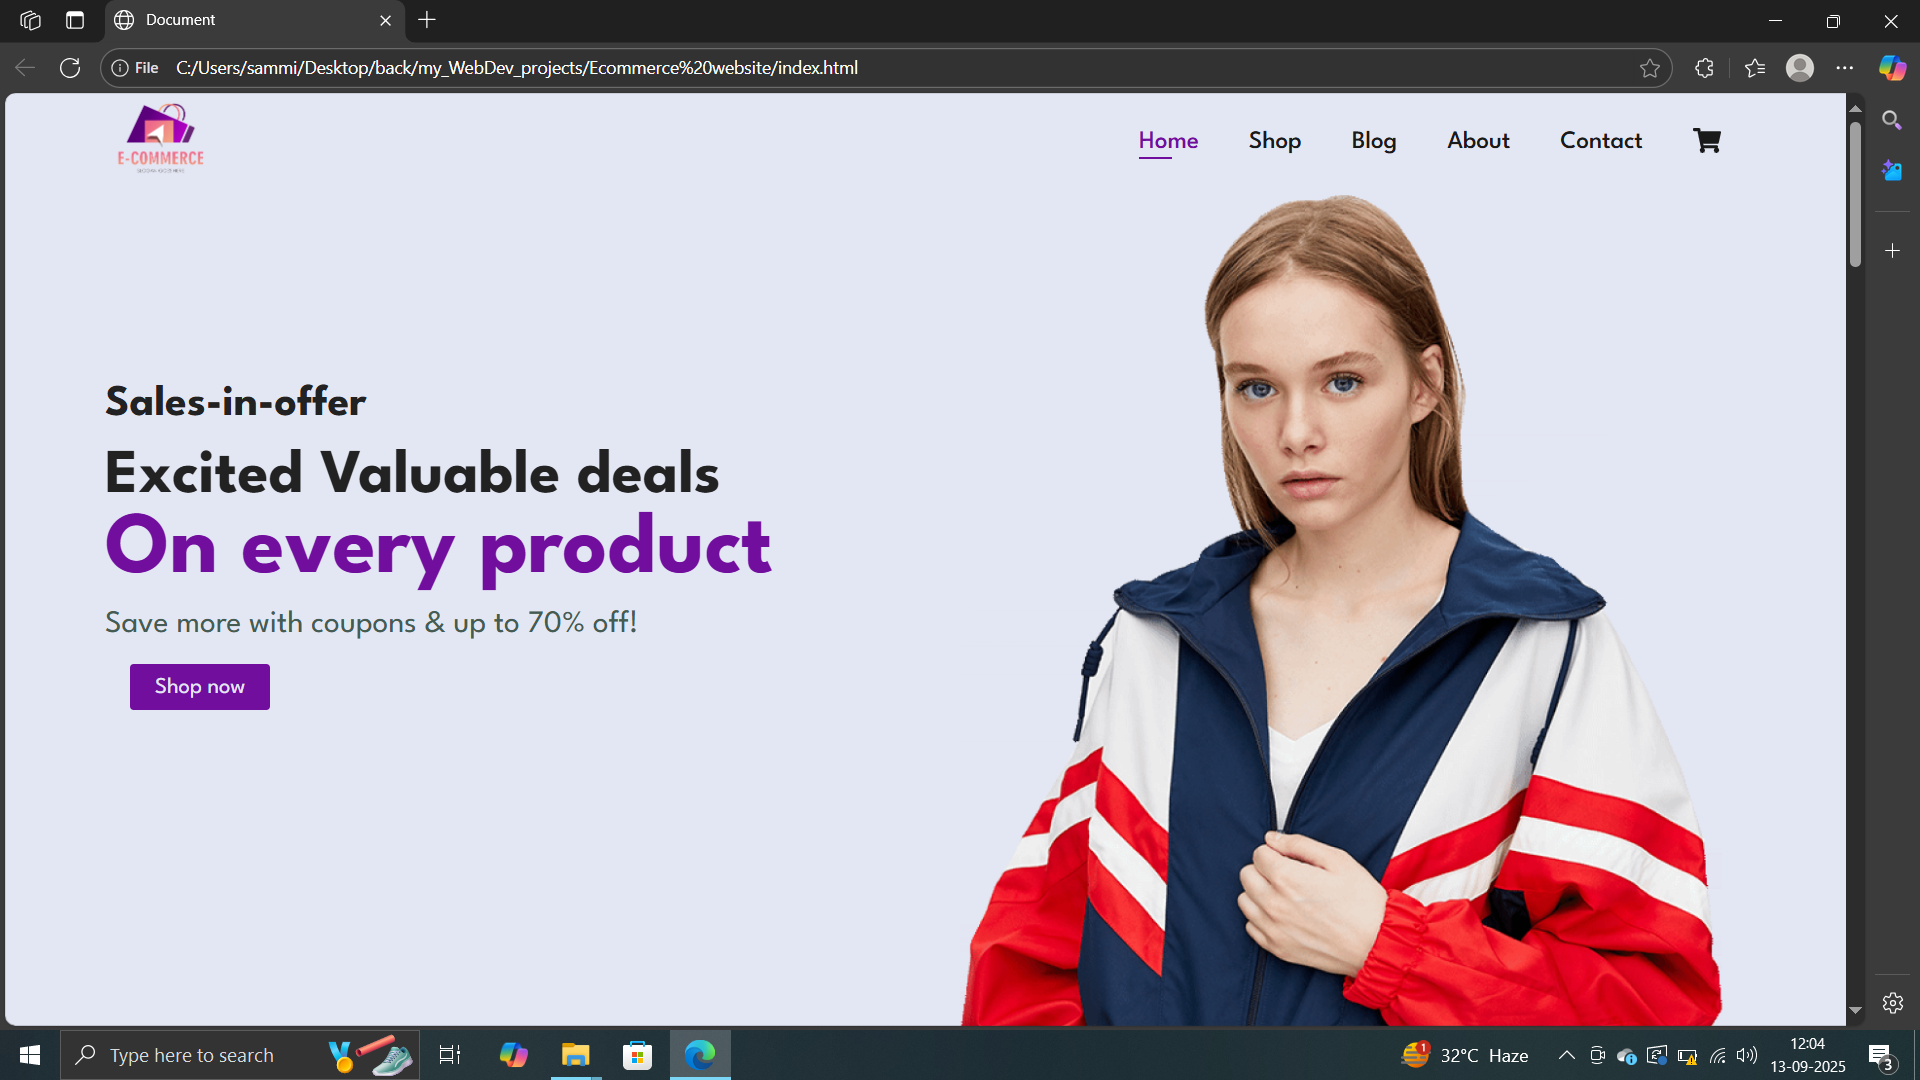 Document
File C:/Users/sammi/Desktop/back/my_WebDev_projects/Ecommerce%20website/index.html
E-COMMERCE
Home Shop Blog About Contact
Sales-in-offer
Excited Valuable deals
On every product
Save more with coupons & up to 70% off!
Shop now
Type here to search
1
32°C Haze
12:04
13-09-2025
3